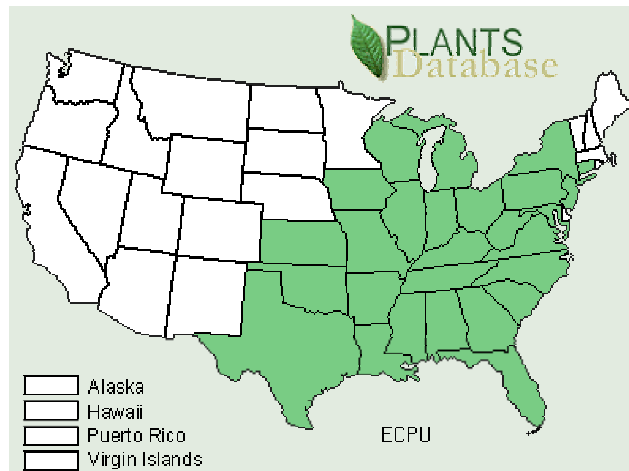 PLANTS
Database
Alaska
Hawaii
Puerto Rico
Virgin Islands
ECPU